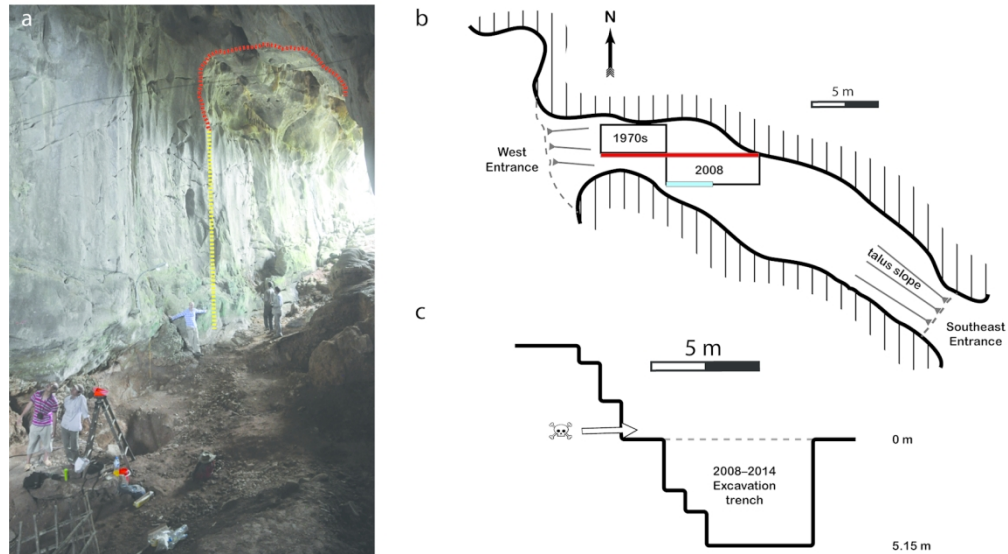 a
b
N
5 m
1970s
West
Entrance
2008
talus slope
Southeast
Entrance
c
5 m
0 m
2008–2014
Excavation
trench
5.15 m